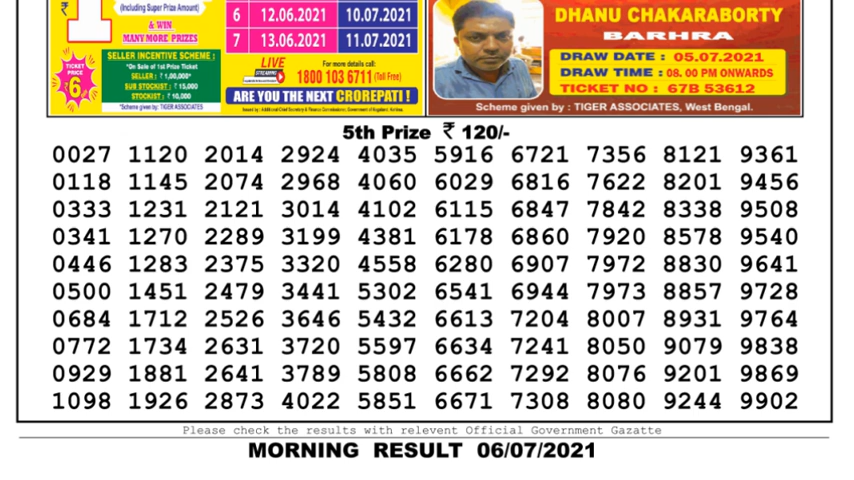 ₹ 1
(Including Super Prize Amount)
& WIN
MANY MORE PRIZES
TICKET
PRICE
₹6
SELLER INCENTIVE SCHEME :
*On Sale of 1st Prize Ticket
SELLER : ₹ 1,00,000*
SUB STOCKIST : ₹ 15,000
STOCKIST : ₹ 10,000
*Scheme given by: TIGER ASSOCIATES
6 12.06.2021 10.07.2021
7 13.06.2021 11.07.2021
LIVE
STREAMING
For more details call:
1800 103 6711 (Toll Free)
ARE YOU THE NEXT CROREPATI !
DHANU CHAKARABORTY
BARHRA
DRAW DATE : 05.07.2021
DRAW TIME : 08. 00 PM ONWARDS
TICKET NO : 67B 53612
Scheme given by : TIGER ASSOCIATES, West Bengal.
5th Prize ₹ 120/-
0027 1120 2014 2924 4035 5916 6721 7356 8121 9361
0118 1145 2074 2968 4060 6029 6816 7622 8201 9456
0333 1231 2121 3014 4102 6115 6847 7842 8338 9508
0341 1270 2289 3199 4381 6178 6860 7920 8578 9540
0446 1283 2375 3320 4558 6280 6907 7972 8830 9641
0500 1451 2479 3441 5302 6541 6944 7973 8857 9728
0684 1712 2526 3646 5432 6613 7204 8007 8931 9764
0772 1734 2631 3720 5597 6634 7241 8050 9079 9838
0929 1881 2641 3789 5808 6662 7292 8076 9201 9869
1098 1926 2873 4022 5851 6671 7308 8080 9244 9902
Please check the results with relevent Official Government Gazatte
MORNING RESULT 06/07/2021